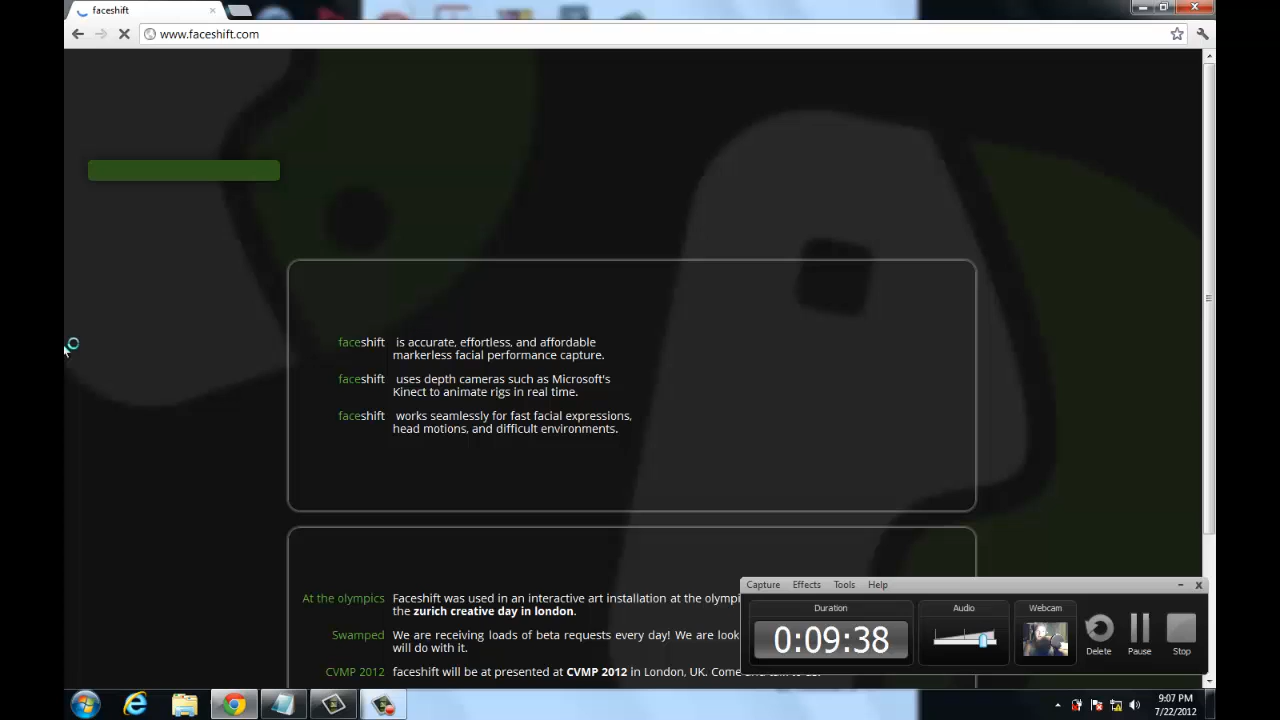 faceshift
www.faceshift.com
faceshift is accurate, effortless, and affordable
markerless facial performance capture.
faceshift uses depth cameras such as Microsoft's
Kinect to animate rigs in real time.
faceshift works seamlessly for fast facial expressions,
head motions, and difficult environments.
At the olympics Faceshift was used in an interactive art installation at the olympi
the zurich creative day in london.
Swamped We are receiving loads of beta requests every day! We are look
will do with it.
CVMP 2012 faceshift will be at presented at CVMP 2012 in London, UK. Come
Capture Effects Tools Help
Duration Audio Webcam
0:09:38
Delete Pause Stop
9:07 PM
7/22/2012